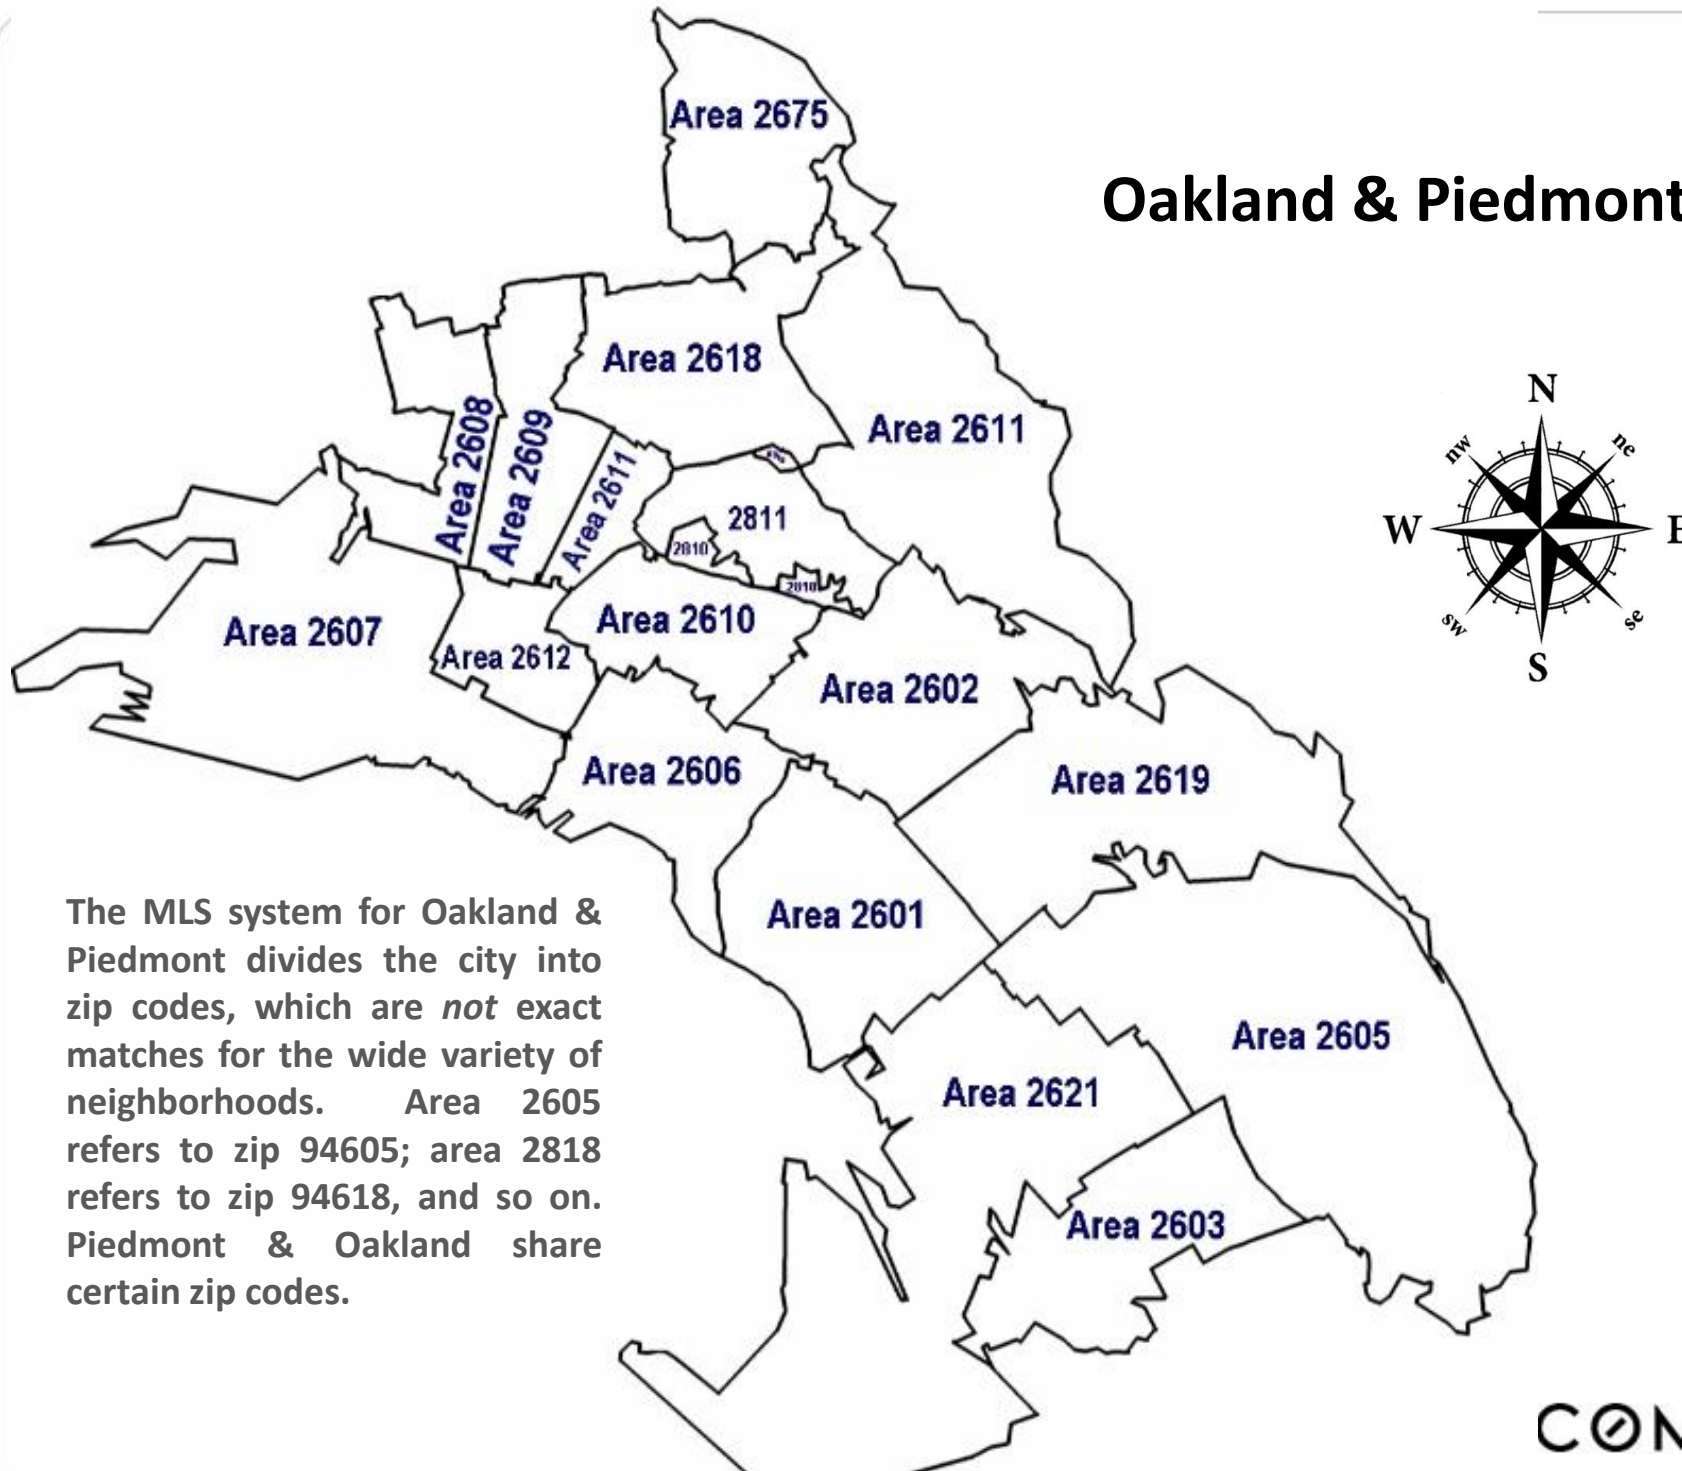 Area 2675
Oakland & Piedmont
Area 2618
Area 2611
N
nw
ne
W
sw
se
S
Area 2608
Area 2609
Area 2611
2811
2810
2810
Area 2607
Area 2610
Area 2612
Area 2602
Area 2606
Area 2619
Area 2601
The MLS system for Oakland &
Piedmont divides the city into
zip codes, which are not exact
matches for the wide variety of
neighborhoods. Area 2605
refers to zip 94605; area 2818
refers to zip 94618, and so on.
Piedmont & Oakland share
certain zip codes.
Area 2605
Area 2621
Area 2603